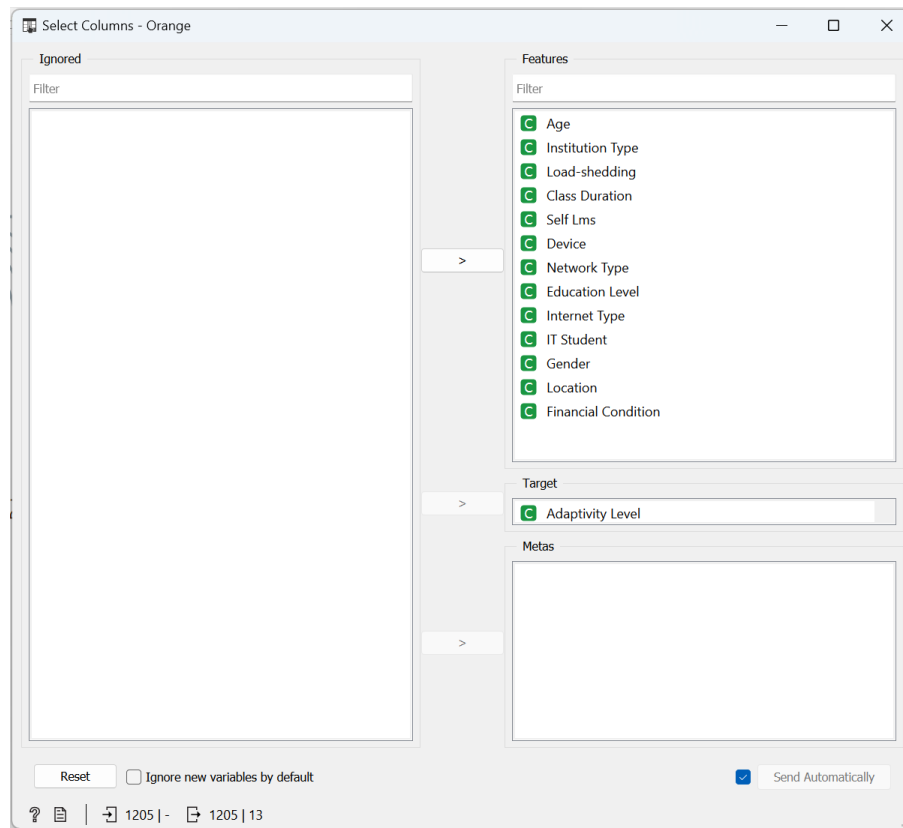 Select Columns - Orange
Ignored
Filter
>
>
>
Features
Filter
C Age
C Institution Type
C Load-shedding
C Class Duration
C Self Lms
C Device
C Network Type
C Education Level
C Internet Type
C IT Student
C Gender
C Location
C Financial Condition
Target
C Adaptivity Level
Metas
Reset
Ignore new variables by default
Send Automatically
? 1205 | - 1205 | 13